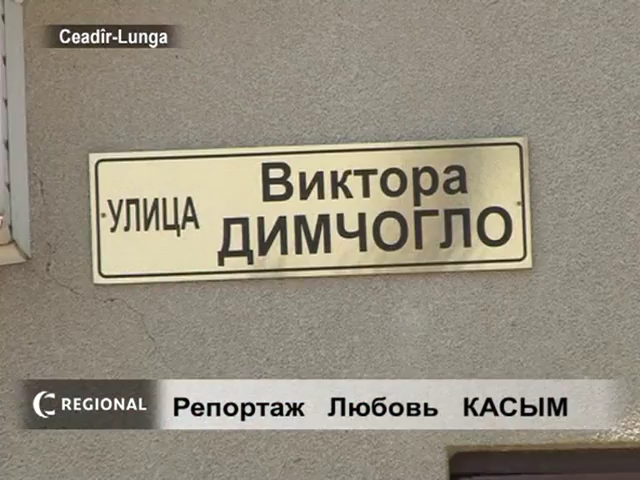 Ceadîr-Lunga
УЛИЦА
Виктора
ДИМЧОГЛО
REGIONAL
Репортаж Любовь КАСЫМ